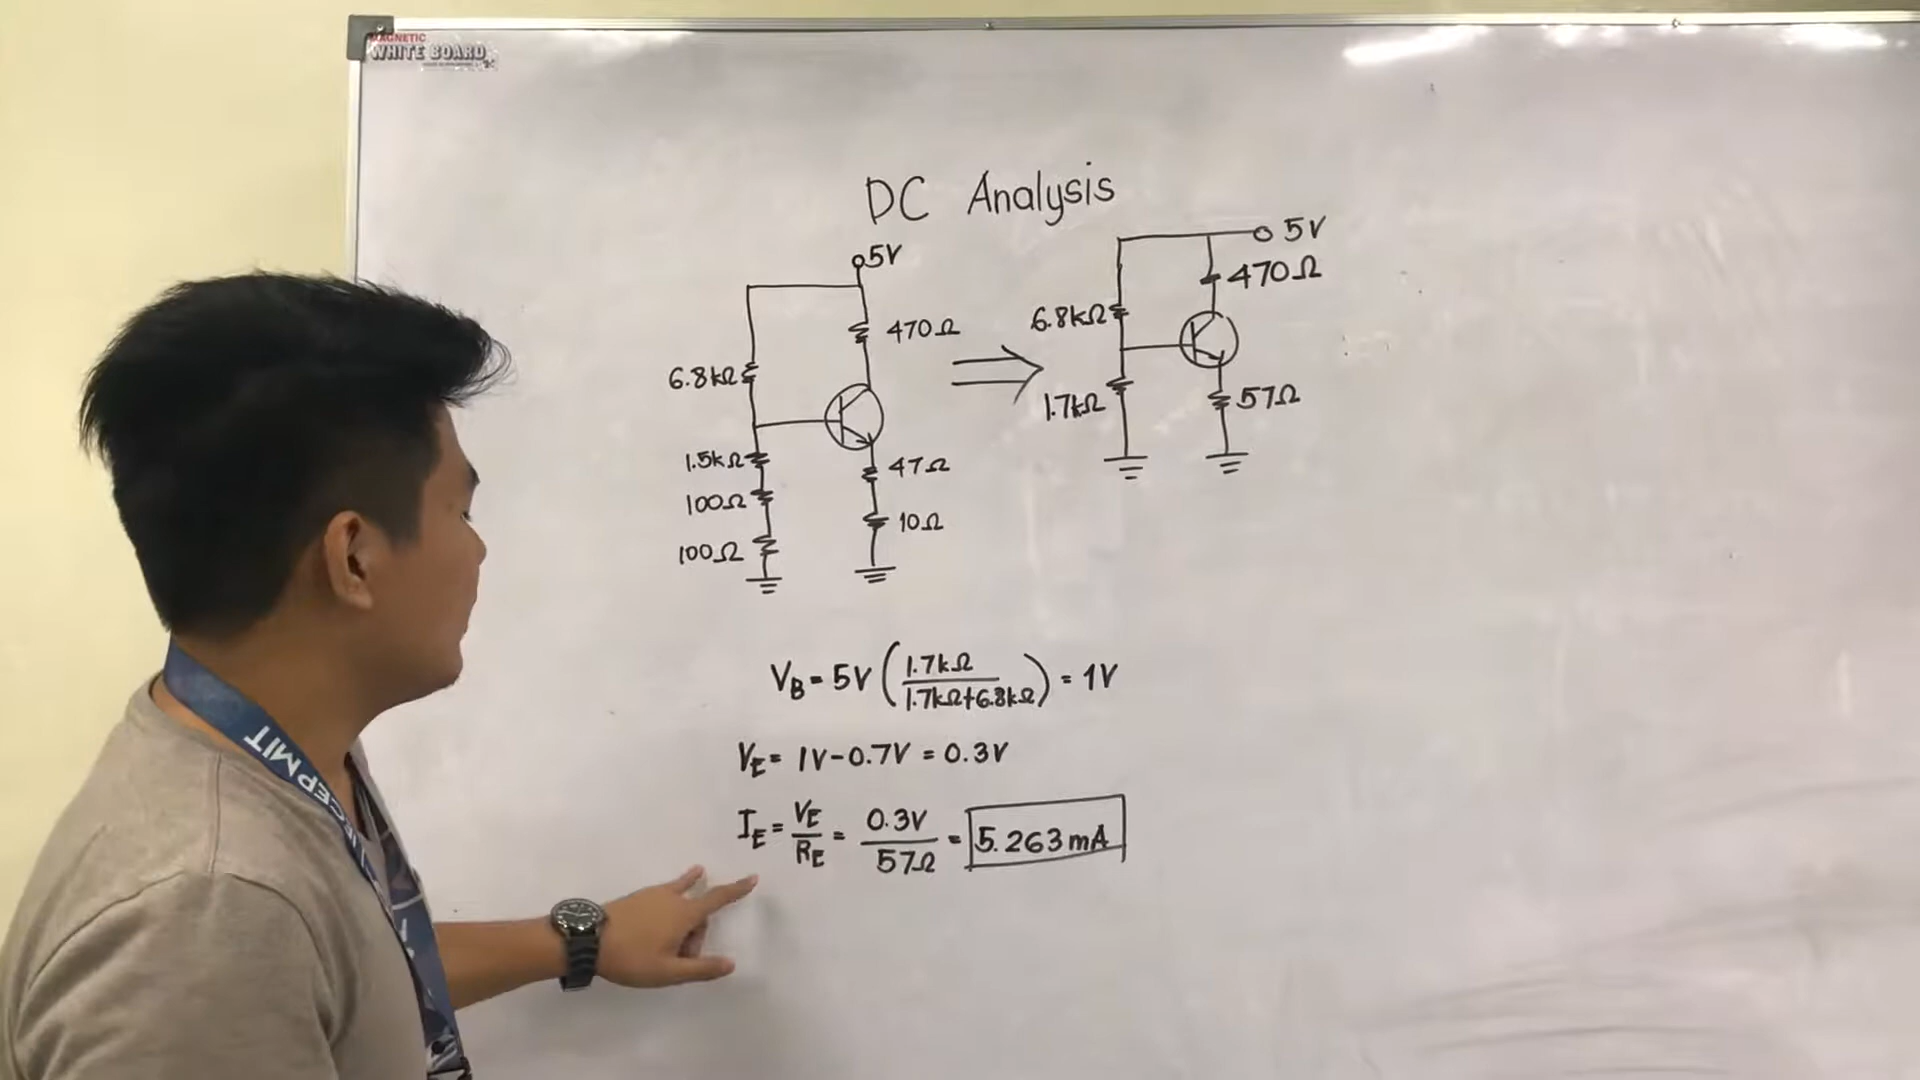 MAGNETIC
WHITE BOARD
DC Analysis
5V
470Ω
6.8kΩ
1.5kΩ
100Ω
100Ω
47Ω
10Ω
5V
470Ω
6.8kΩ
1.7kΩ
57Ω
V_B = 5V (1.7kΩ / 1.7kΩ+6.8kΩ) = 1V
V_E = 1V - 0.7V = 0.3V
I_E = V_E / R_E = 0.3V / 57Ω = 5.263mA